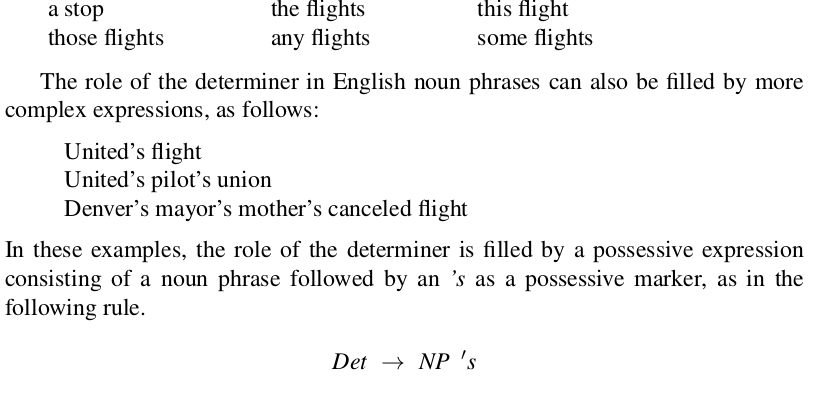 a stop the flights this flight
those flights any flights some flights
The role of the determiner in English noun phrases can also be filled by more
complex expressions, as follows:
United’s flight
United’s pilot’s union
Denver’s mayor’s mother’s canceled flight
In these examples, the role of the determiner is filled by a possessive expression
consisting of a noun phrase followed by an ’s as a possessive marker, as in the
following rule.
Det → NP ′s